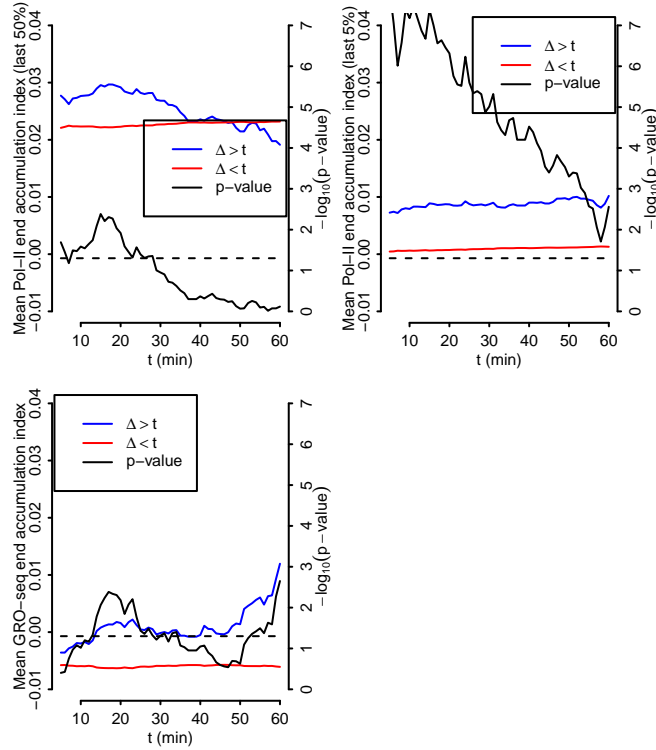 Mean Pol−II end accumulation index (last 50%)
−0.01 0.00 0.01 0.02 0.03 0.04
Δ > t
Δ < t
p−value
0 1 2 3 4 5 6 7
−log10(p − value)
10 20 30 40 50 60
t (min)
Mean Pol−II end accumulation index (last 5%)
−0.01 0.00 0.01 0.02 0.03 0.04
Δ > t
Δ < t
p−value
0 1 2 3 4 5 6 7
−log10(p − value)
10 20 30 40 50 60
t (min)
Mean GRO−seq end accumulation index
−0.01 0.00 0.01 0.02 0.03 0.04
Δ > t
Δ < t
p−value
0 1 2 3 4 5 6 7
−log10(p − value)
10 20 30 40 50 60
t (min)